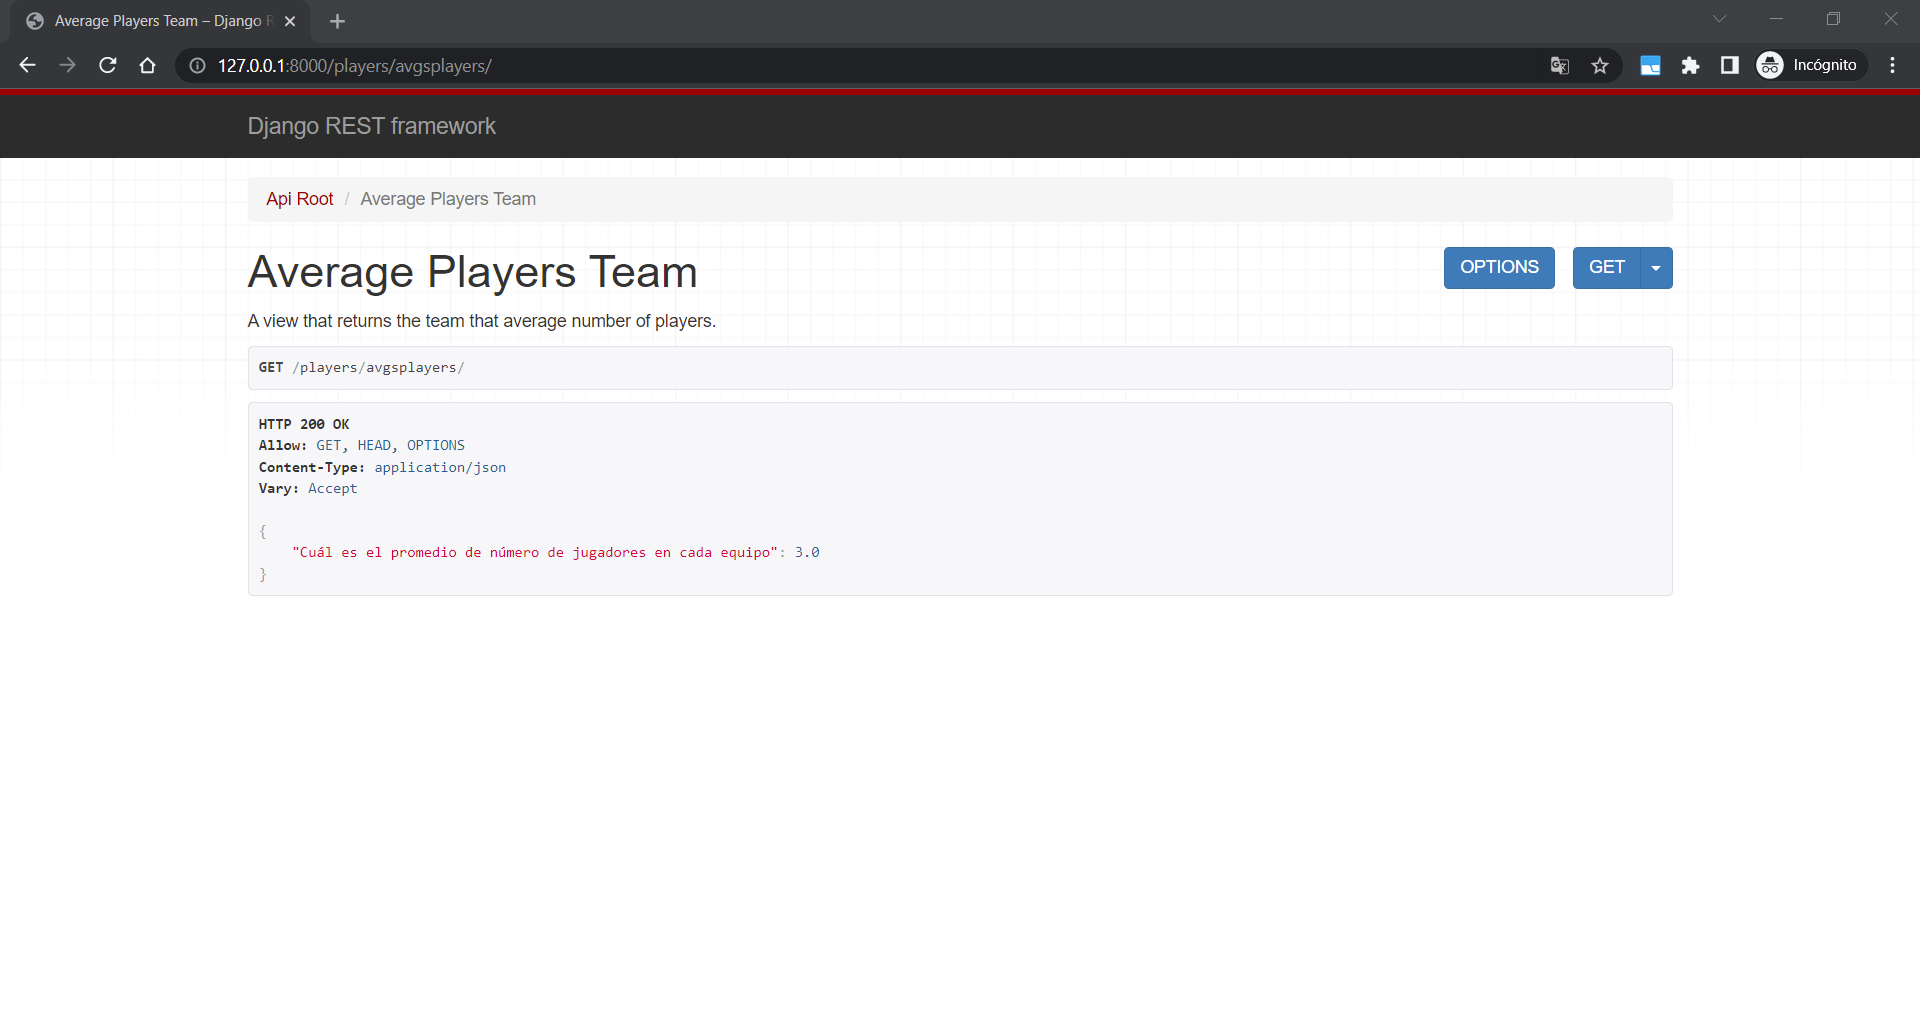 Average Players Team – Django R
127.0.0.1:8000/players/avgsplayers/
Incógnito
Django REST framework
Api Root / Average Players Team
Average Players Team
OPTIONS
GET
A view that returns the team that average number of players.
GET /players/avgsplayers/
HTTP 200 OK
Allow: GET, HEAD, OPTIONS
Content-Type: application/json
Vary: Accept
{
"Cuál es el promedio de número de jugadores en cada equipo": 3.0
}